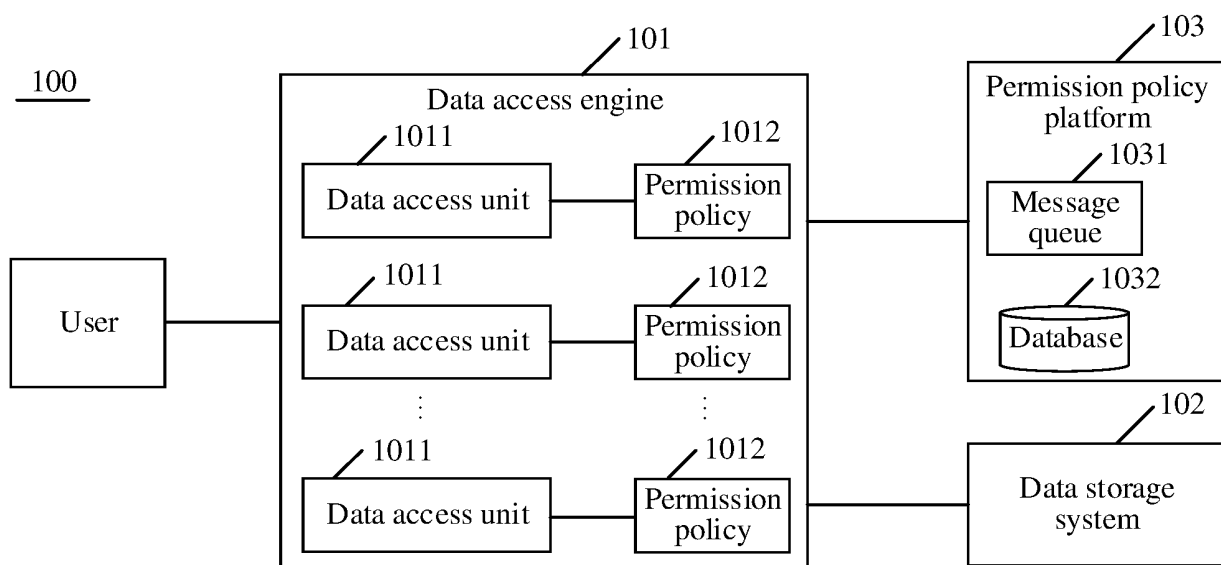 100
101
Data access engine
1011
Data access unit
1012
Permission
policy
1011
Data access unit
1012
Permission
policy
1011
Data access unit
1012
Permission
policy
User
103
Permission policy
platform
1031
Message
queue
1032
Database
102
Data storage
system